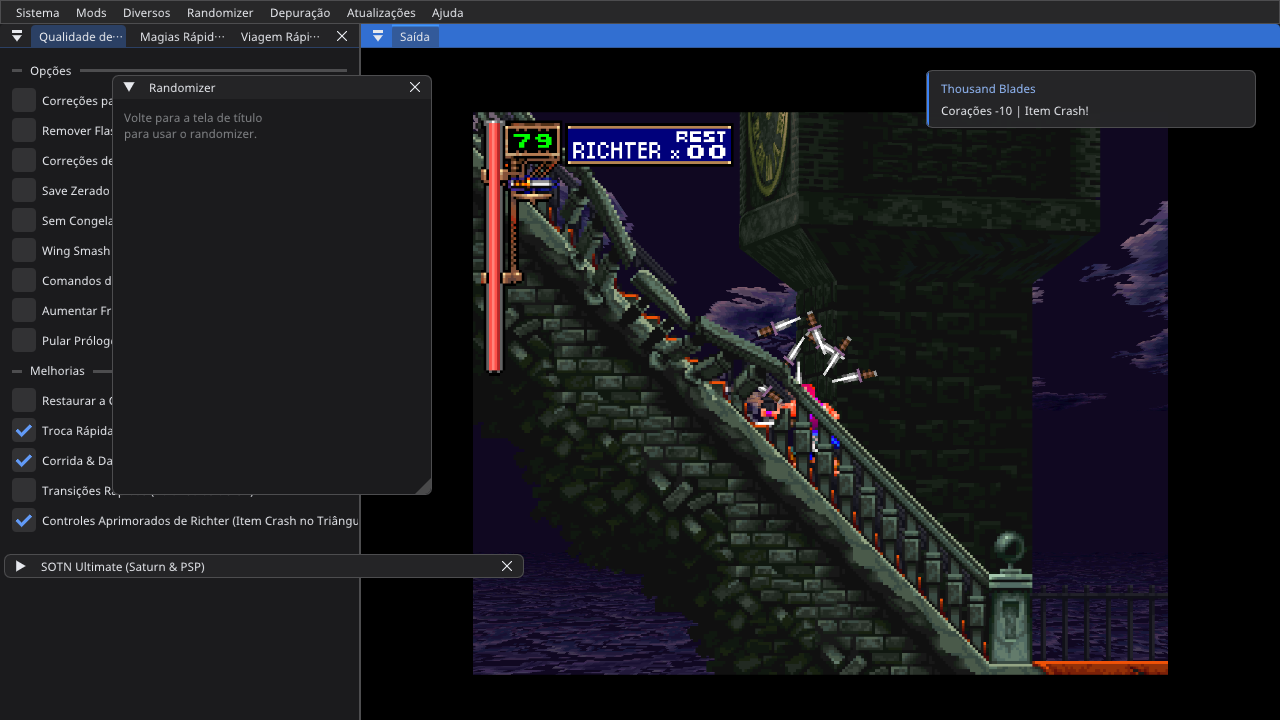 Sistema Mods Diversos Randomizer Depuração Atualizações Ajuda
Qualidade de··· Magias Rápid··· Viagem Rápi···
Saída
Opções
Correções pa
Remover Flas
Correções de
Save Zerado
Sem Congela
Wing Smash
Comandos d
Aumentar Fr
Pular Prólogo
Melhorias
Restaurar a
Troca Rápida
Corrida & Da
Transições
Controles Aprimorados de Richter (Item Crash no Triângu
Randomizer
Volte para a tela de título
para usar o randomizer.
SOTN Ultimate (Saturn & PSP)
Thousand Blades
Corações -10 | Item Crash!
79
REST
RICHTER x 00